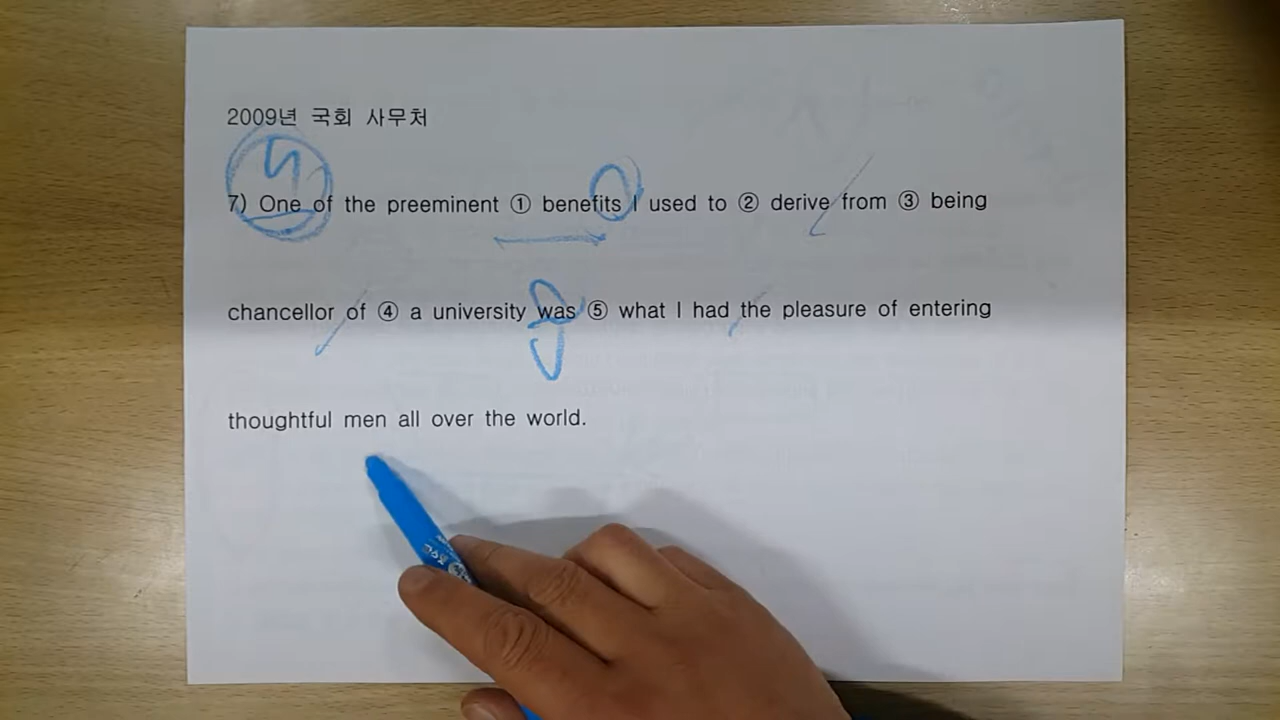 2009년 국회 사무처
7) One of the preeminent ① benefits I used to ② derive from ③ being
chancellor of ④ a university was ⑤ what I had the pleasure of entering
thoughtful men all over the world.